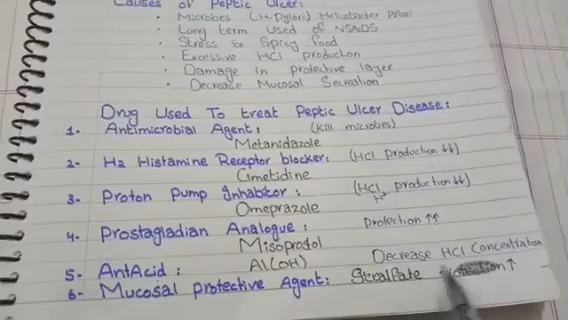 Causes of Peptic Ulcer:
• Microbes (H-Pylori) Helicobacter Pylori
• Long term Used of NSAIDs
• Stress & Spicy food
• Excessive HCl production
• Damage in protective layer
• Decrease Mucosal Secreation
Drug Used To treat Peptic Ulcer Disease:
1- Antimicrobial Agent: (kill microbes)
Metanidazole
2- H2 Histamine Receptor blocker: (HCl production ↓↓)
Cimetidine
3- Proton Pump Inhabitor: (HCl production ↓↓)
Omeprazole
4- Prostagladian Analogue: Protection ↑↑
Misoprodol
5- AntAcid: Al(OH) Decrease HCl Concentration
6- Mucosal protective Agent: Stralfate protection ↑